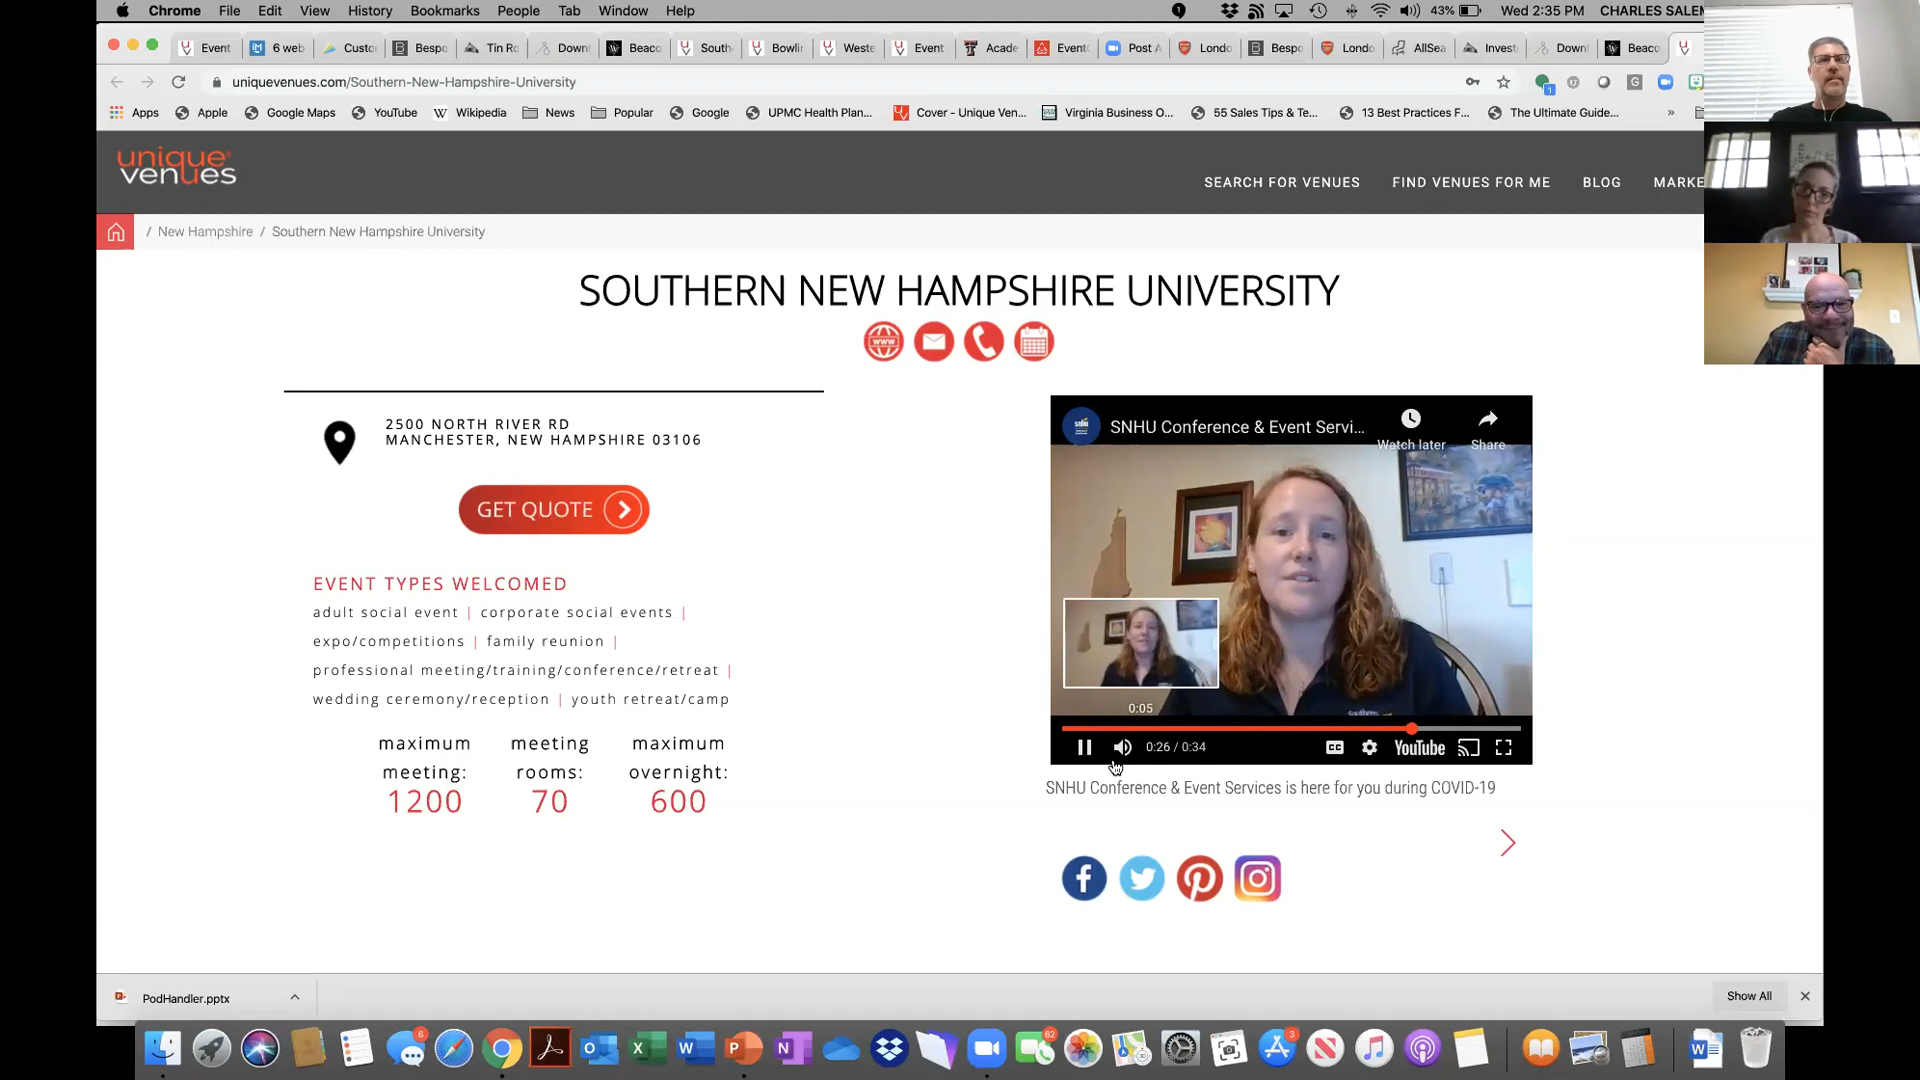 Chrome File Edit View History Bookmarks People Tab Window Help 43% Wed 2:35 PM CHARLES SALEM
Event 6 web Custo Bespo Tin Ro Downt Beaco South Bowlin Weste Event Acade Event Post A Londo Bespo Londo AllSea Invest Downt Beaco
uniquevenues.com/Southern-New-Hampshire-University
Apps Apple Google Maps YouTube Wikipedia News Popular Google UPMC Health Plan... Cover - Unique Ven... Virginia Business O... 55 Sales Tips & Te... 13 Best Practices F... The Ultimate Guide... »
unique
venues
SEARCH FOR VENUES FIND VENUES FOR ME BLOG MARKE
/ New Hampshire / Southern New Hampshire University
SOUTHERN NEW HAMPSHIRE UNIVERSITY
www
2500 NORTH RIVER RD
MANCHESTER, NEW HAMPSHIRE 03106
GET QUOTE
EVENT TYPES WELCOMED
adult social event | corporate social events |
expo/competitions | family reunion |
professional meeting/training/conference/retreat |
wedding ceremony/reception | youth retreat/camp
maximum meeting maximum
meeting: rooms: overnight:
1200 70 600
snhu SNHU Conference & Event Servi...
Watch later Share
0:05
0:26 / 0:34 CC YouTube
SNHU Conference & Event Services is here for you during COVID-19
PodHandler.pptx
Show All
6 62 3